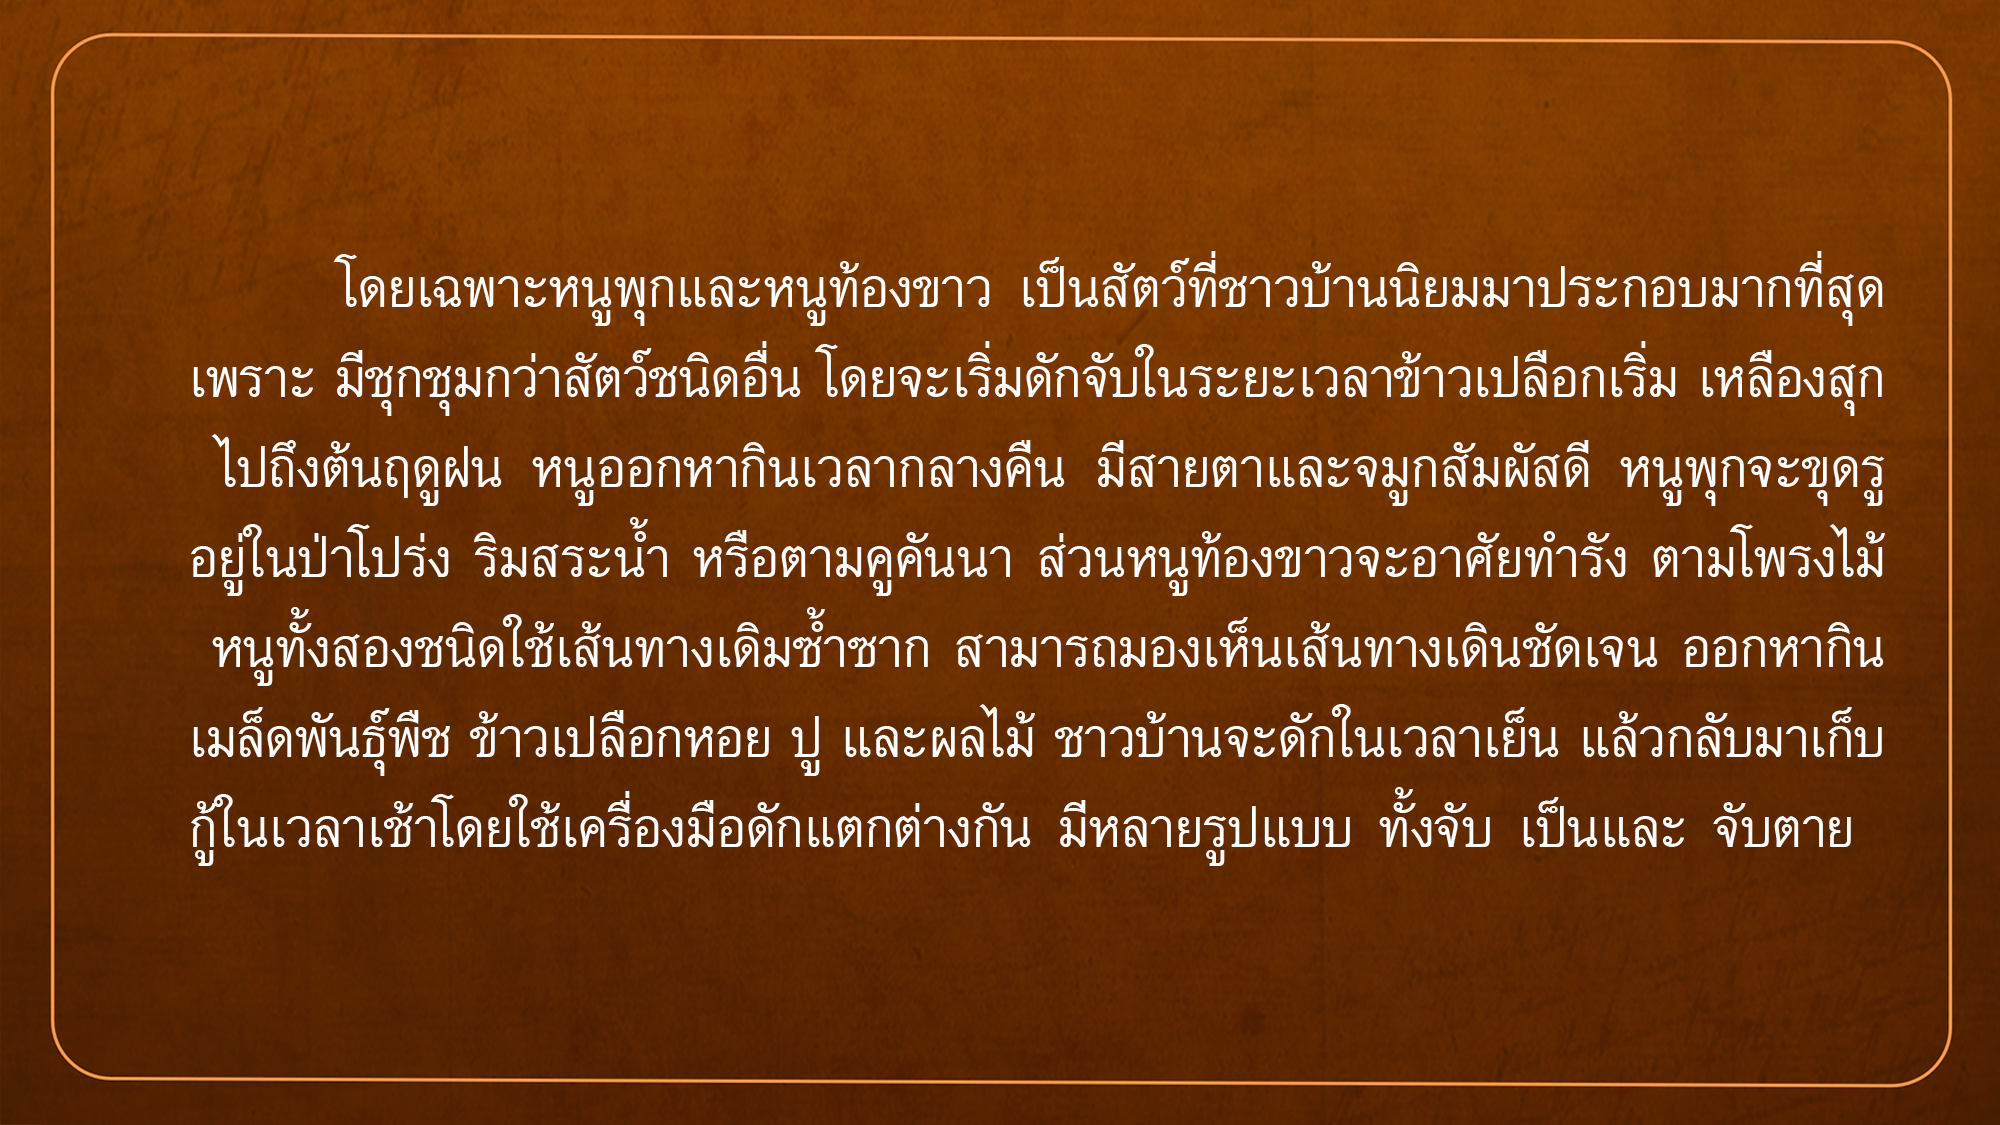 โดยเฉพาะหนูพุกและหนูท้องขาว เป็นสัตว์ที่ชาวบ้านนิยมมาประกอบมากที่สุด
เพราะ มีชุกชุมกว่าสัตว์ชนิดอื่น โดยจะเริ่มดักจับในระยะเวลาข้าวเปลือกเริ่ม เหลืองสุก
ไปถึงต้นฤดูฝน หนูออกหากินเวลากลางคืน มีสายตาและจมูกสัมผัสดี หนูพุกจะขุดรู
อยู่ในป่าโปร่ง ริมสระน้ำ หรือตามคูคันนา ส่วนหนูท้องขาวจะอาศัยทำรัง ตามโพรงไม้
หนูทั้งสองชนิดใช้เส้นทางเดิมซ้ำซาก สามารถมองเห็นเส้นทางเดินชัดเจน ออกหากิน
เมล็ดพันธุ์พืช ข้าวเปลือกหอย ปู และผลไม้ ชาวบ้านจะดักในเวลาเย็น แล้วกลับมาเก็บ
กู้ในเวลาเช้าโดยใช้เครื่องมือดักแตกต่างกัน มีหลายรูปแบบ ทั้งจับ เป็นและ จับตาย